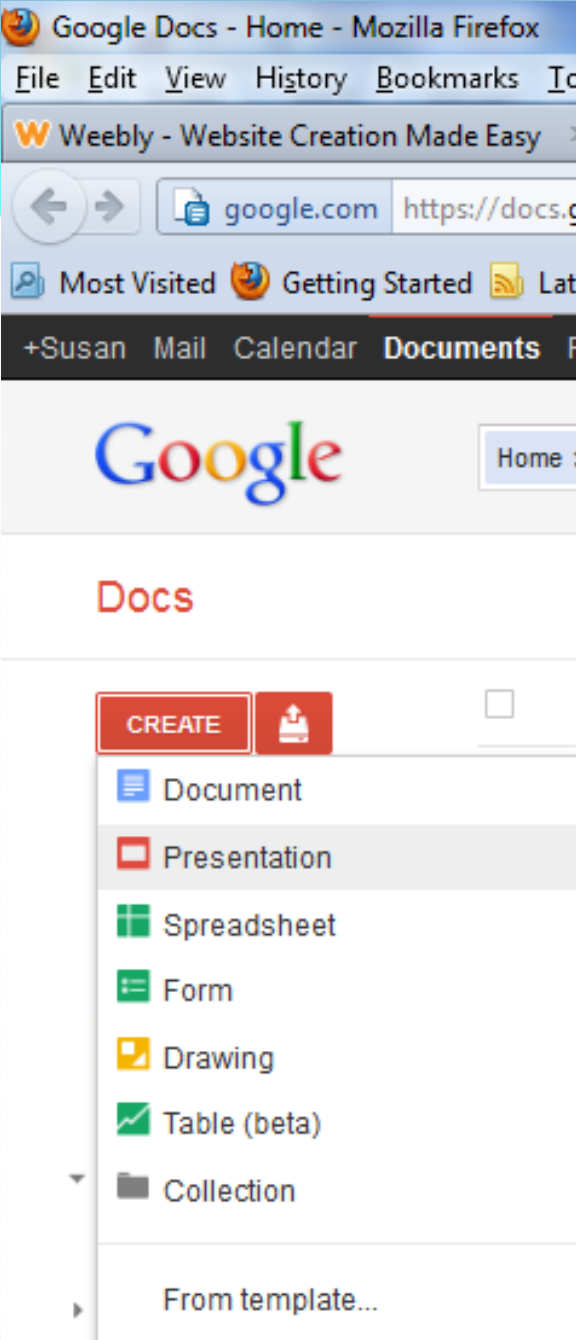 Google Docs - Home - Mozilla Firefox
File Edit View History Bookmarks
Weebly - Website Creation Made Easy
google.com https://docs.g
Most Visited Getting Started
+Susan Mail Calendar Documents
Google
Home
Docs
CREATE
Document
Presentation
Spreadsheet
Form
Drawing
Table (beta)
Collection
From template...